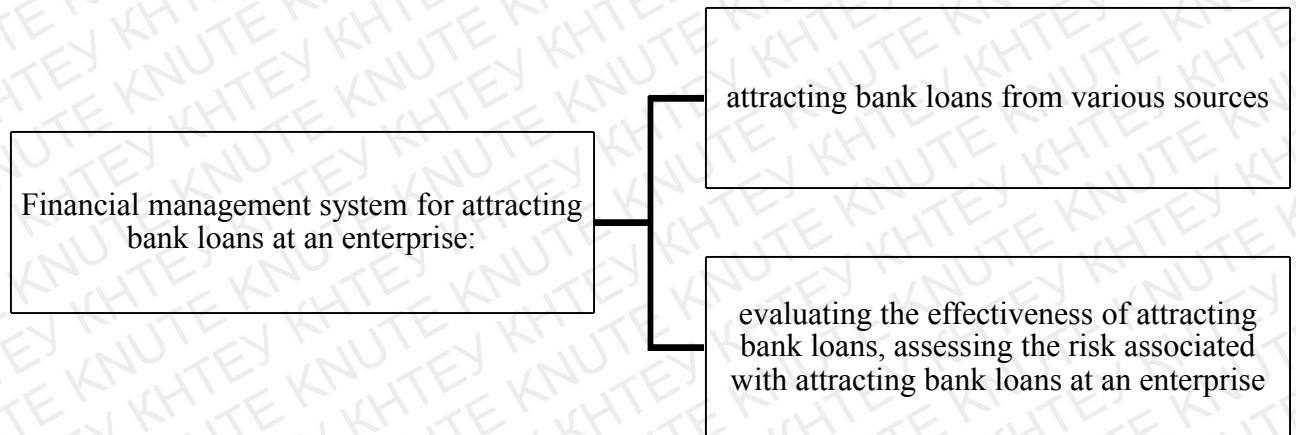 attracting bank loans from various sources
Financial management system for attracting
bank loans at an enterprise:
evaluating the effectiveness of attracting
bank loans, assessing the risk associated
with attracting bank loans at an enterprise